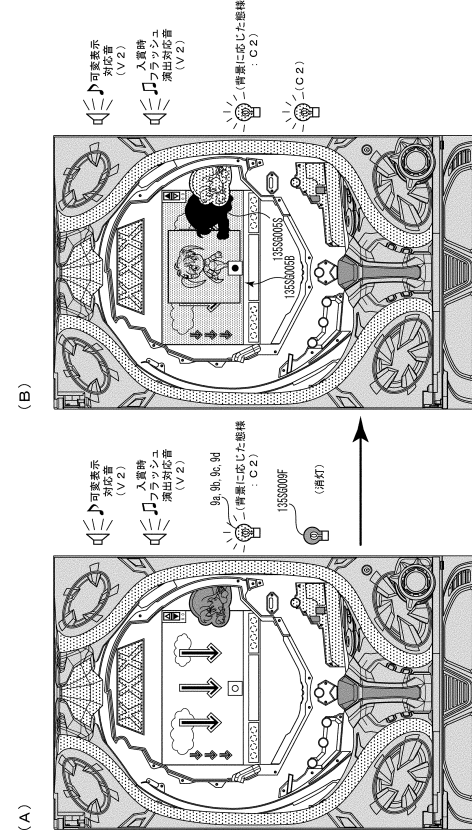 (A)
可変表示
対応音
(V2)
入賞時
フラッシュ
演出対応音
(V2)
9a, 9b, 9c, 9d
(背景に応じた態様
: C2)
135SG009F
(消灯)
(B)
可変表示
対応音
(V2)
入賞時
フラッシュ
演出対応音
(V2)
(背景に応じた態様
: C2)
(C2)
135SG005S
135SG005B